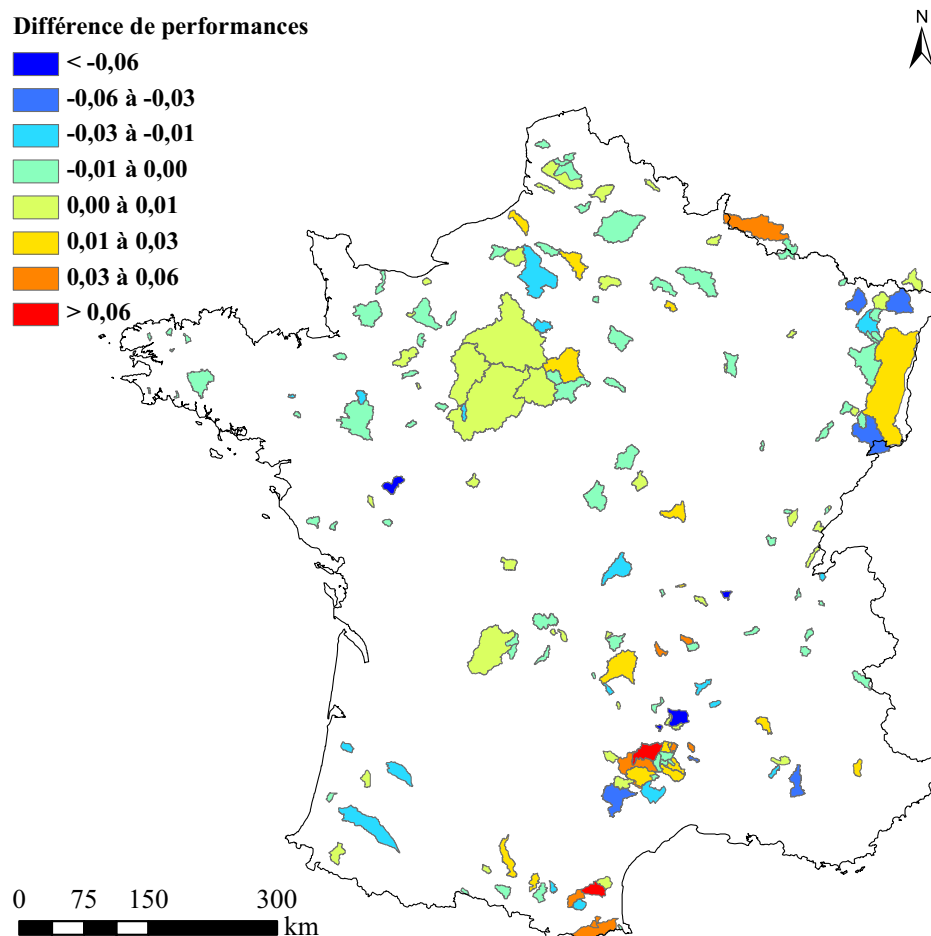 Différence de performances
< -0,06
-0,06 à -0,03
-0,03 à -0,01
-0,01 à 0,00
0,00 à 0,01
0,01 à 0,03
0,03 à 0,06
> 0,06
N
0 75 150 300
km